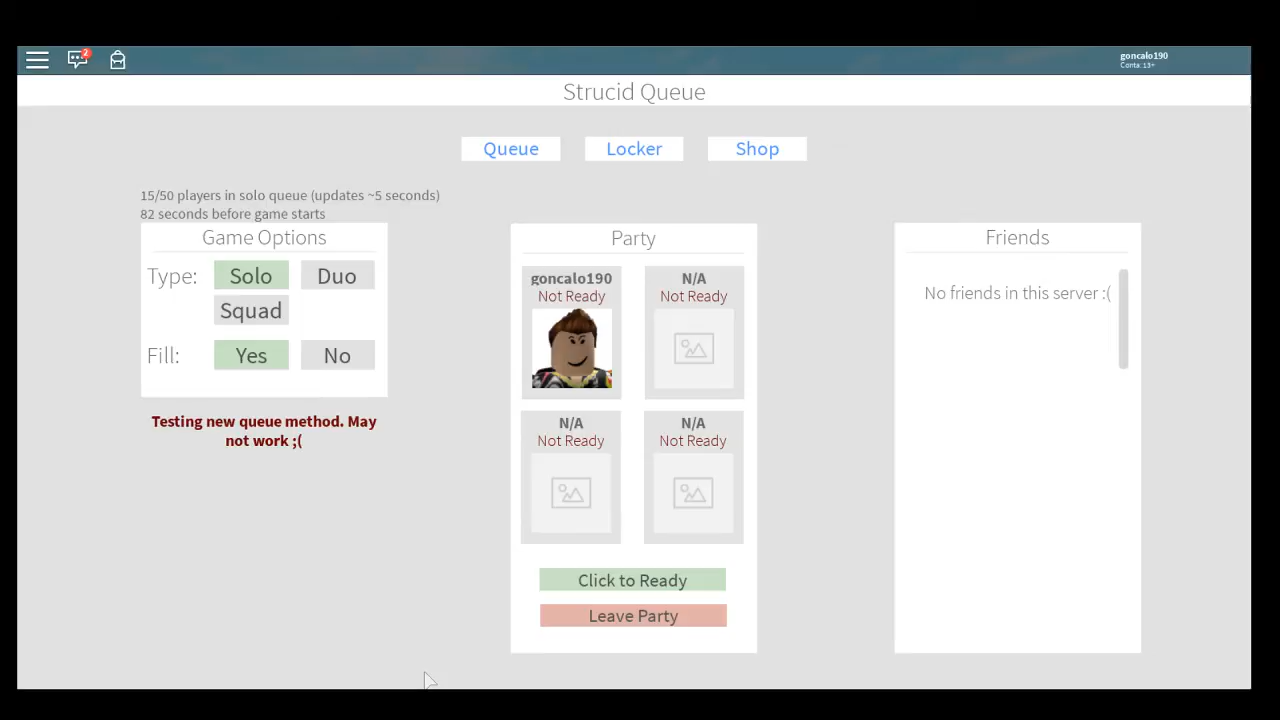 2
goncalo190
Conta: 13+
Strucid Queue
Queue
Locker
Shop
15/50 players in solo queue (updates ~5 seconds)
82 seconds before game starts
Game Options
Type:
Solo
Duo
Squad
Fill:
Yes
No
Testing new queue method. May
not work ;(
Party
goncalo190
Not Ready
N/A
Not Ready
N/A
Not Ready
N/A
Not Ready
Click to Ready
Leave Party
Friends
No friends in this server :(